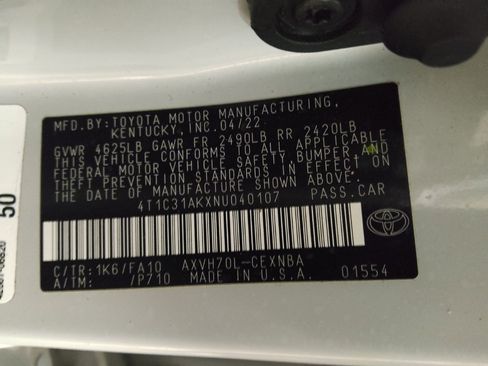 MFD.BY: TOYOTA MOTOR MANUFACTURING,
KENTUCKY, INC. 04/22
GVWR 4625LB GAWR FR 2490LB RR 2420LB
THIS VEHICLE CONFORMS TO ALL APPLICABLE
FEDERAL MOTOR VEHICLE SAFETY, BUMPER, AND
THEFT PREVENTION STANDARDS IN EFFECT ON
THE DATE OF MANUFACTURE SHOWN ABOVE.
4T1C31AKXNU040107 PASS.CAR
C/TR: 1K6/FA10 AXVH70L-CEXNBA
A/TM: /P710 MADE IN U.S.A. 01554
TOYOTA
50